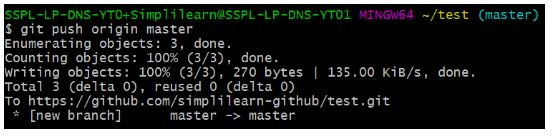 SSPL-LP-DNS-YT0+Simplilearn@SSPL-LP-DNS-YT01 MINGW64 ~/test (master)
$ git push origin master
Enumerating objects: 3, done.
Counting objects: 100% (3/3), done.
Writing objects: 100% (3/3), 270 bytes | 135.00 KiB/s, done.
Total 3 (delta 0), reused 0 (delta 0)
To https://github.com/simplilearn-github/test.git
 * [new branch]      master -> master